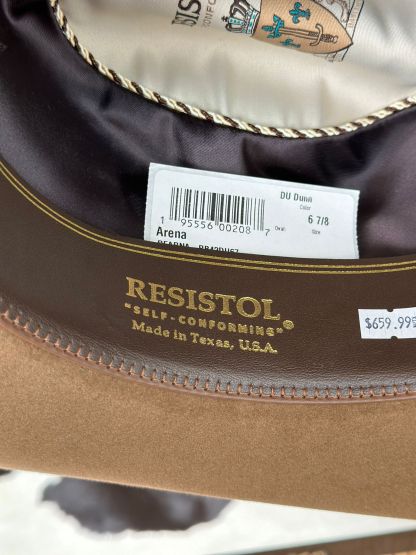 DU Dunn
Color
6 7/8
Size
Oval
1 95556 00208 7
Arena
RESISTOL®
"SELF-CONFORMING"
Made in Texas, U.S.A.
$659.99